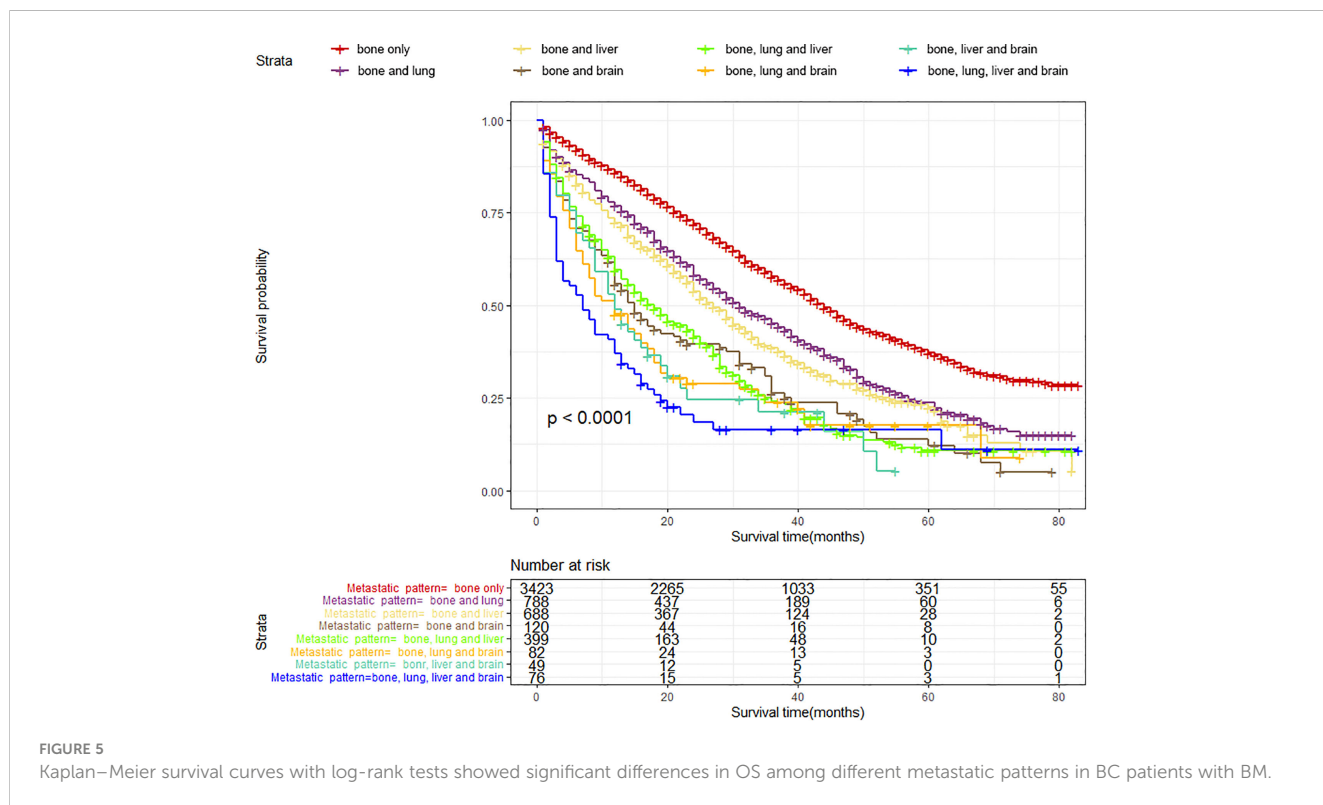 Strata
bone only
bone and liver
bone, lung and liver
bone, liver and brain
bone and lung
bone and brain
bone, lung and brain
bone, lung, liver and brain
Survival probability
1.00
0.75
0.50
0.25
0.00
p < 0.0001
0 20 40 60 80
Survival time(months)
Number at risk
Strata
Metastatic pattern= bone only 3423 2265 1033 351 55
Metastatic pattern= bone and lung 788 437 189 60 6
Metastatic pattern= bone and liver 688 367 124 28 2
Metastatic pattern= bone and brain 120 44 16 8 0
Metastatic pattern= bone, lung and liver 399 163 48 10 2
Metastatic pattern= bone, lung and brain 82 24 13 3 0
Metastatic pattern= bonr, liver and brain 49 12 5 0 0
Metastatic pattern=bone, lung, liver and brain 76 15 5 3 1
0 20 40 60 80
Survival time(months)
FIGURE 5
Kaplan–Meier survival curves with log-rank tests showed significant differences in OS among different metastatic patterns in BC patients with BM.